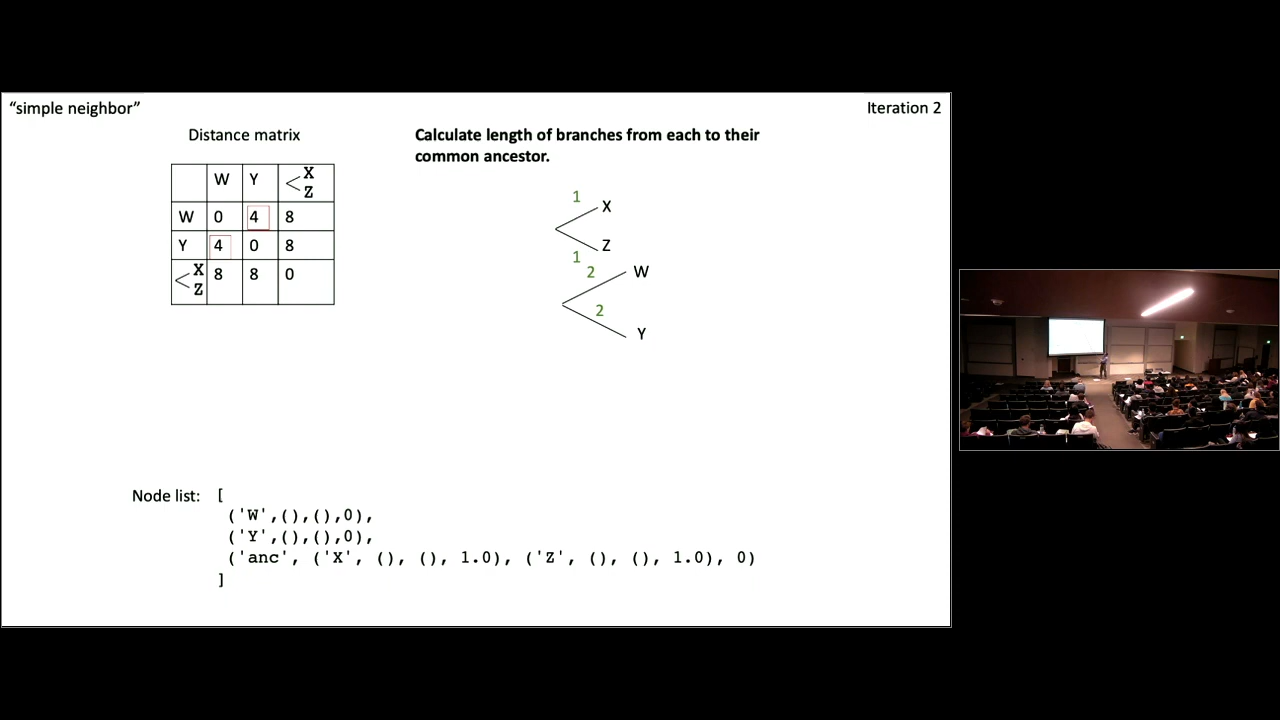 “simple neighbor”
Iteration 2
Distance matrix
W Y < X Z
W 0 4 8
Y 4 0 8
< X Z 8 8 0
Calculate length of branches from each to their
common ancestor.
1
X
Z
1
2
W
2
Y
Node list: [
('W',(),(),0),
('Y',(),(),0),
('anc', ('X', (), (), 1.0), ('Z', (), (), 1.0), 0)
]